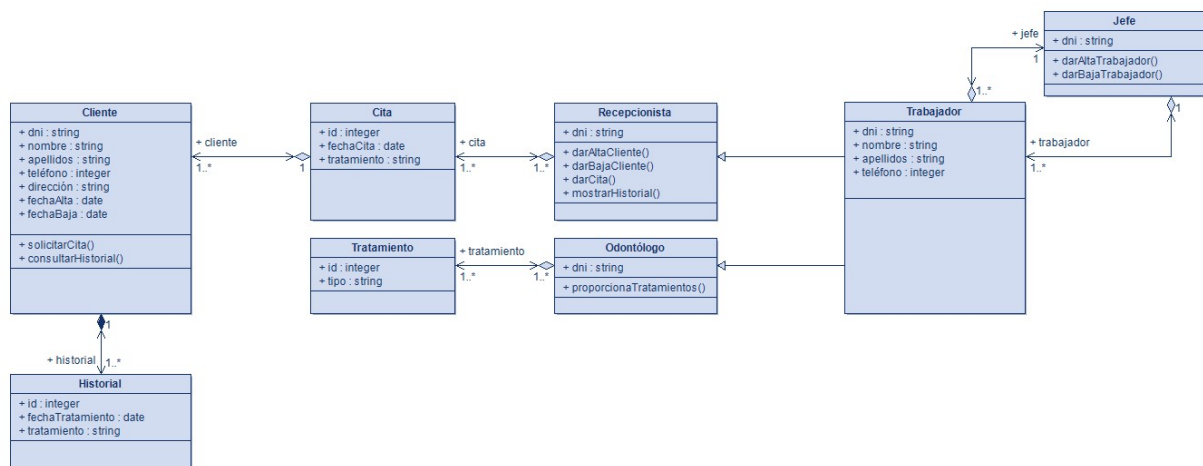 Jefe
+ dni : string
+ darAltaTrabajador()
+ darBajaTrabajador()
+ jefe
1
1..*
1
Cliente
+ dni : string
+ nombre : string
+ apellidos : string
+ teléfono : integer
+ dirección : string
+ fechaAlta : date
+ fechaBaja : date
+ solicitarCita()
+ consultarHistorial()
+ cliente
1..*
1
Cita
+ id : integer
+ fechaCita : date
+ tratamiento : string
+ cita
1..*
1..*
Recepcionista
+ dni : string
+ darAltaCliente()
+ darBajaCliente()
+ darCita()
+ mostrarHistorial()
Trabajador
+ dni : string
+ nombre : string
+ apellidos : string
+ teléfono : integer
+ trabajador
1..*
Tratamiento
+ id : integer
+ tipo : string
+ tratamiento
1..*
1..*
Odontólogo
+ dni : string
+ proporcionaTratamientos()
1
+ historial
1..*
Historial
+ id : integer
+ fechaTratamiento : date
+ tratamiento : string